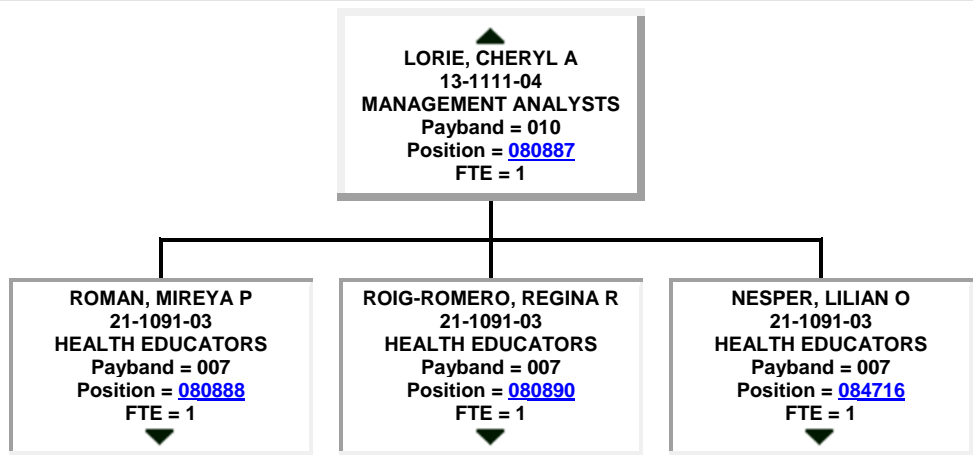 LORIE, CHERYL A
13-1111-04
MANAGEMENT ANALYSTS
Payband = 010
Position = 080887
FTE = 1
ROMAN, MIREYA P
21-1091-03
HEALTH EDUCATORS
Payband = 007
Position = 080888
FTE = 1
ROIG-ROMERO, REGINA R
21-1091-03
HEALTH EDUCATORS
Payband = 007
Position = 080890
FTE = 1
NESPER, LILIAN O
21-1091-03
HEALTH EDUCATORS
Payband = 007
Position = 084716
FTE = 1